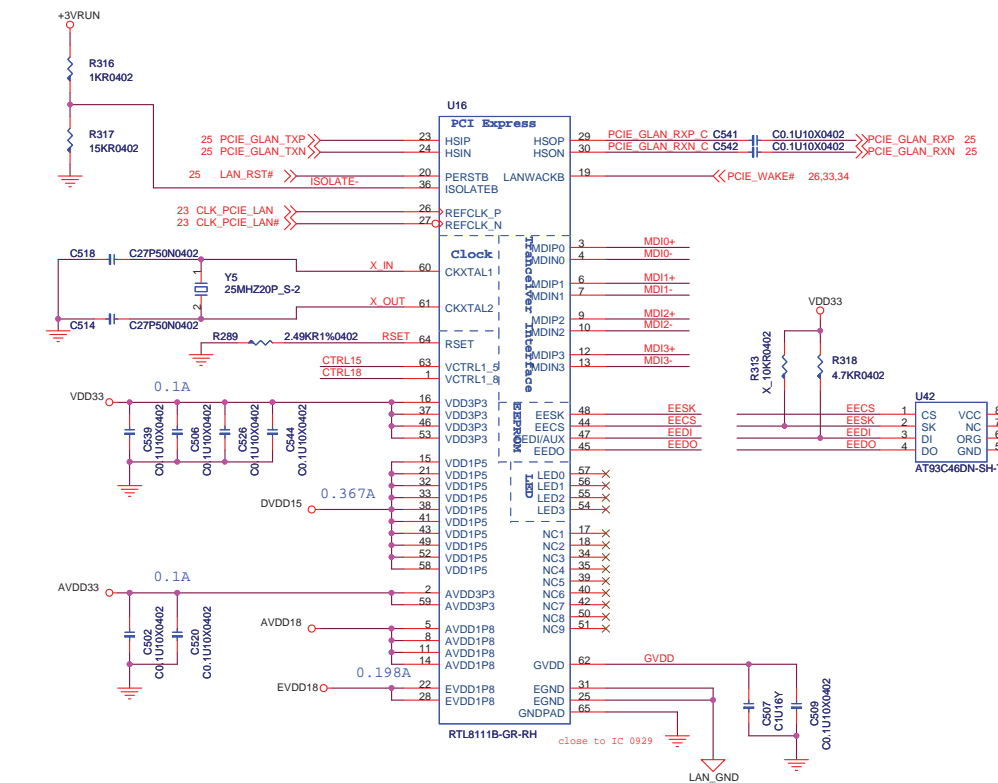 +3VRUN
R316
1KR0402
R317
15KR0402
U16
PCI Express
25 PCIE_GLAN_TXP
25 PCIE_GLAN_TXN
23 HSIP
24 HSIN
HSOP 29
HSON 30
PCIE_GLAN_RXP_C C541 C0.1U10X0402 PCIE_GLAN_RXP 25
PCIE_GLAN_RXN_C C542 C0.1U10X0402 PCIE_GLAN_RXN 25
25 LAN_RST#
20 PERSTB
ISOLATE-
36 ISOLATEB
LANWACKB 19
PCIE_WAKE# 26,33,34
23 CLK_PCIE_LAN
23 CLK_PCIE_LAN#
26 REFCLK_P
27 REFCLK_N
Clock
Tranceiver Interface
MDIP0 3 MDI0+
MDIN0 4 MDI0-
MDIP1 6 MDI1+
MDIN1 7 MDI1-
MDIP2 9 MDI2+
MDIN2 10 MDI2-
MDIP3 12 MDI3+
MDIN3 13 MDI3-
C518 C27P50N0402
1
Y5
25MHZ20P_S-2
2
C514 C27P50N0402
X_IN 60 CKXTAL1
X_OUT 61 CKXTAL2
R289 2.49KR1%0402 RSET 64 RSET
CTRL15 63 VCTRL1_5
CTRL18 1 VCTRL1_8
VDD33
R313
X_10KR0402
R318
4.7KR0402
VDD33
0.1A
C539
C0.1U10X0402
C506
C0.1U10X0402
C526
C0.1U10X0402
C544
C0.1U10X0402
16 VDD3P3
37 VDD3P3
46 VDD3P3
53 VDD3P3
EEPROM
EESK 48 EESK
EECS 44 EECS
EEDI/AUX 47 EEDI
EEDO 45 EEDO
U42
EECS 1 CS VCC 8
EESK 2 SK NC 7
EEDI 3 DI ORG 6
EEDO 4 DO GND 5
AT93C46DN-SH-T
DVDD15
0.367A
15 VDD1P5
21 VDD1P5
32 VDD1P5
33 VDD1P5
38 VDD1P5
41 VDD1P5
43 VDD1P5
49 VDD1P5
52 VDD1P5
58 VDD1P5
LED
LED0 57
LED1 56
LED2 55
LED3 54
NC1 17
NC2 18
NC3 34
NC4 35
NC5 39
NC6 40
NC7 42
NC8 50
NC9 51
AVDD33
0.1A
C502
C0.1U10X0402
C520
C0.1U10X0402
2 AVDD3P3
59 AVDD3P3
AVDD18
5 AVDD1P8
8 AVDD1P8
11 AVDD1P8
14 AVDD1P8
0.198A
EVDD18
22 EVDD1P8
28 EVDD1P8
GVDD 62 GVDD
EGND 31
EGND 25
GNDPAD 65
C507
C1U16Y
C509
C0.1U10X0402
RTL8111B-GR-RH
close to IC 0929
LAN_GND